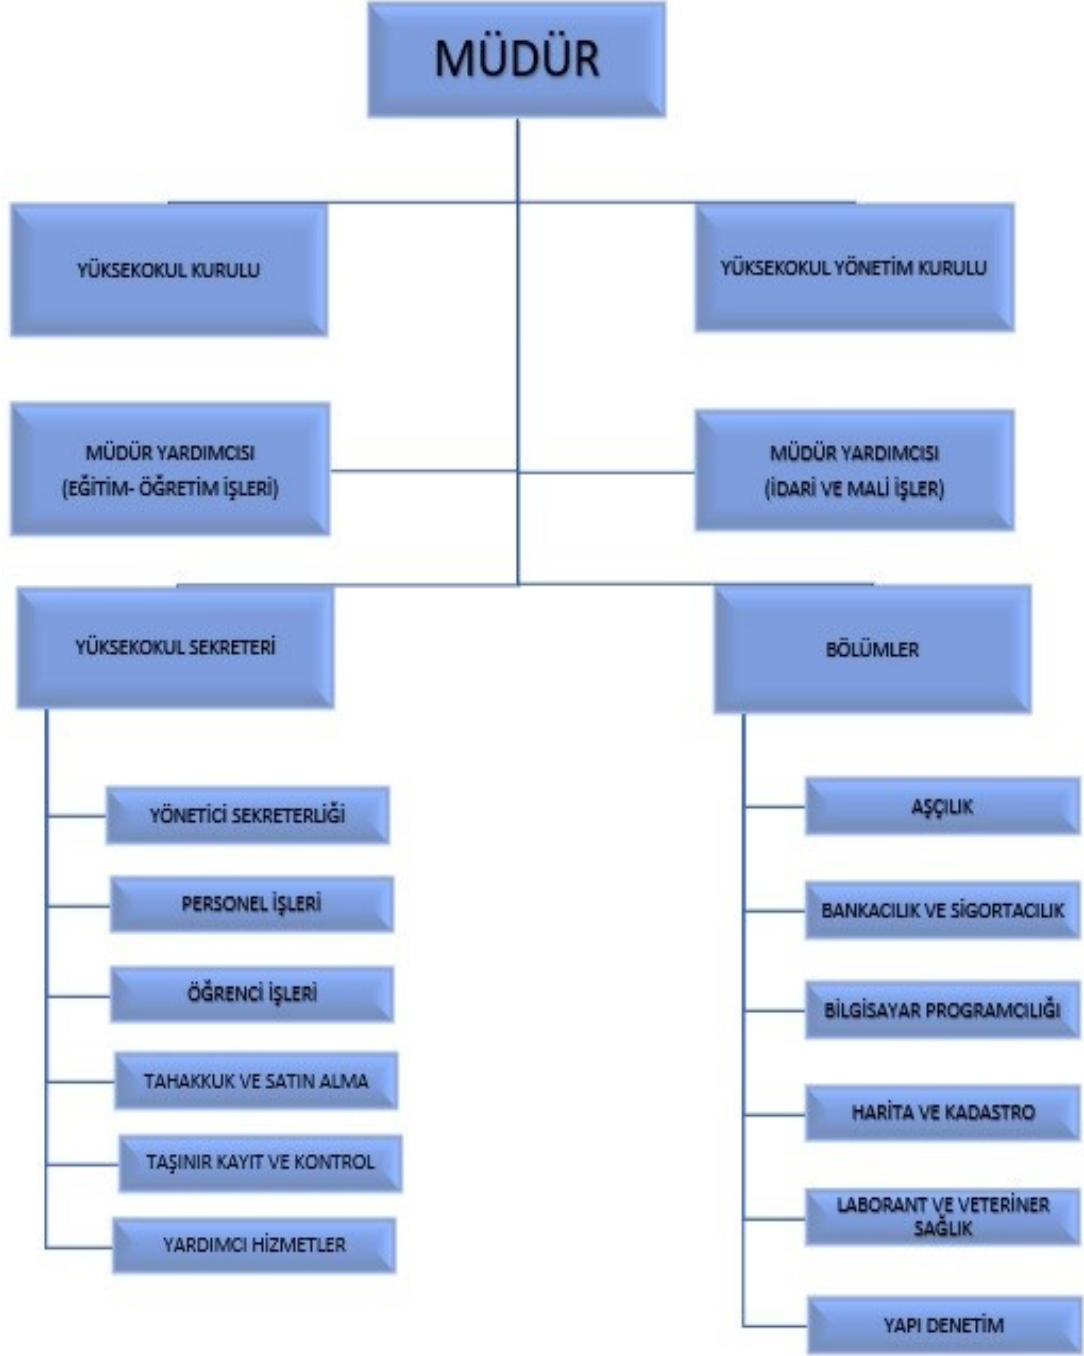 MÜDÜR
YÜKSEKOKUL KURULU
YÜKSEKOKUL YÖNETİM KURULU
MÜDÜR YARDIMCISI
(EĞİTİM- ÖĞRETİM İŞLERİ)
MÜDÜR YARDIMCISI
(İDARİ VE MALİ İŞLER)
YÜKSEKOKUL SEKRETERİ
YÖNETİCİ SEKRETERLİĞİ
PERSONEL İŞLERİ
ÖĞRENCİ İŞLERİ
TAHAKKUK VE SATIN ALMA
TAŞINIR KAYIT VE KONTROL
YARDIMCI HİZMETLER
BÖLÜMLER
AŞÇILIK
BANKACILIK VE SİGORTACILIK
BİLGİSAYAR PROGRAMCILIĞI
HARİTA VE KADASTRO
LABORANT VE VETERİNER
SAĞLIK
YAPI DENETİM